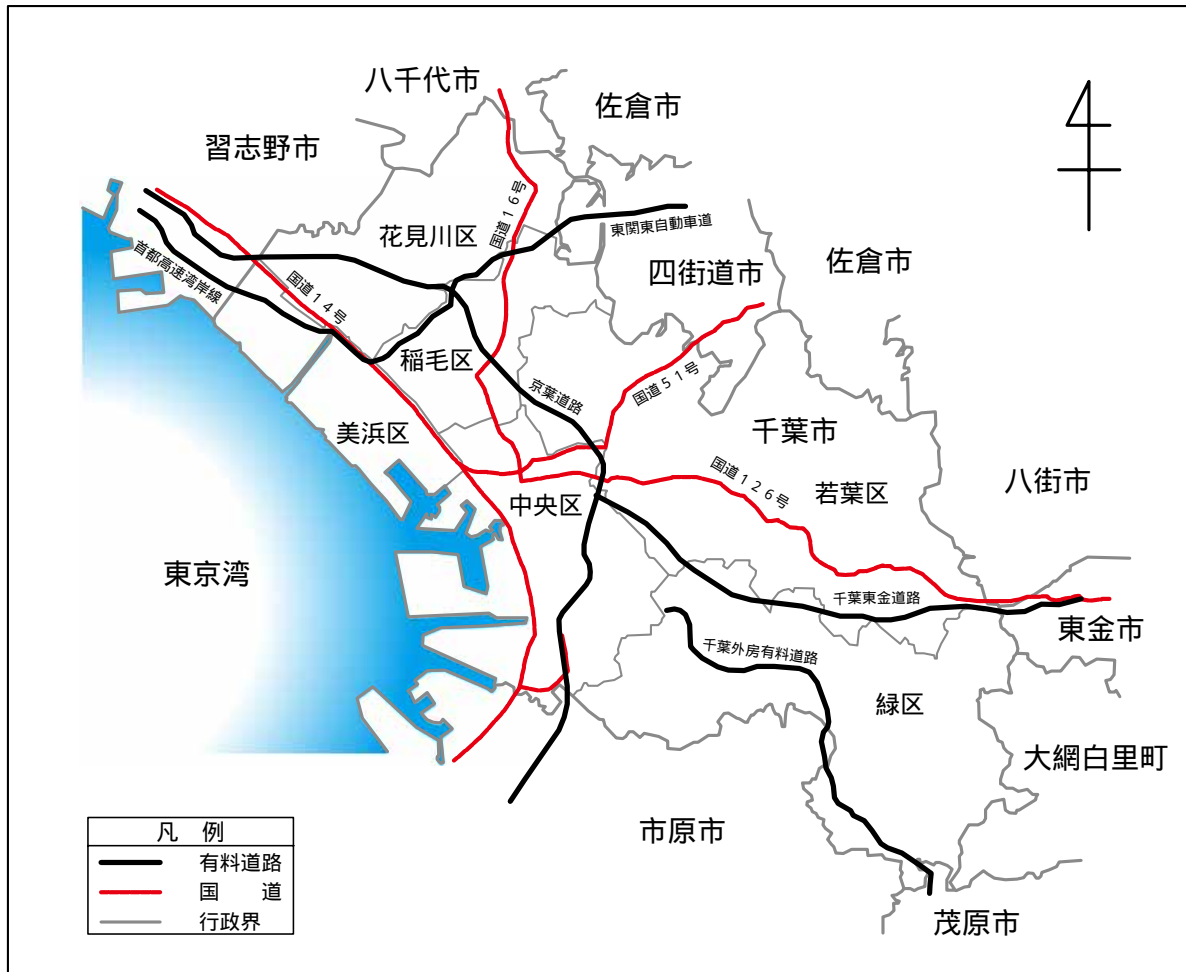 八千代市
佐倉市
習志野市
国道16号
花見川区
東関東自動車道
首都高速湾岸線
国道14号
四街道市
佐倉市
稲毛区
京葉道路
国道51号
美浜区
千葉市
国道126号
若葉区
八街市
中央区
東京湾
千葉東金道路
東金市
千葉外房有料道路
緑区
大網白里町
市原市
茂原市
凡 例
有料道路
国 道
行政界